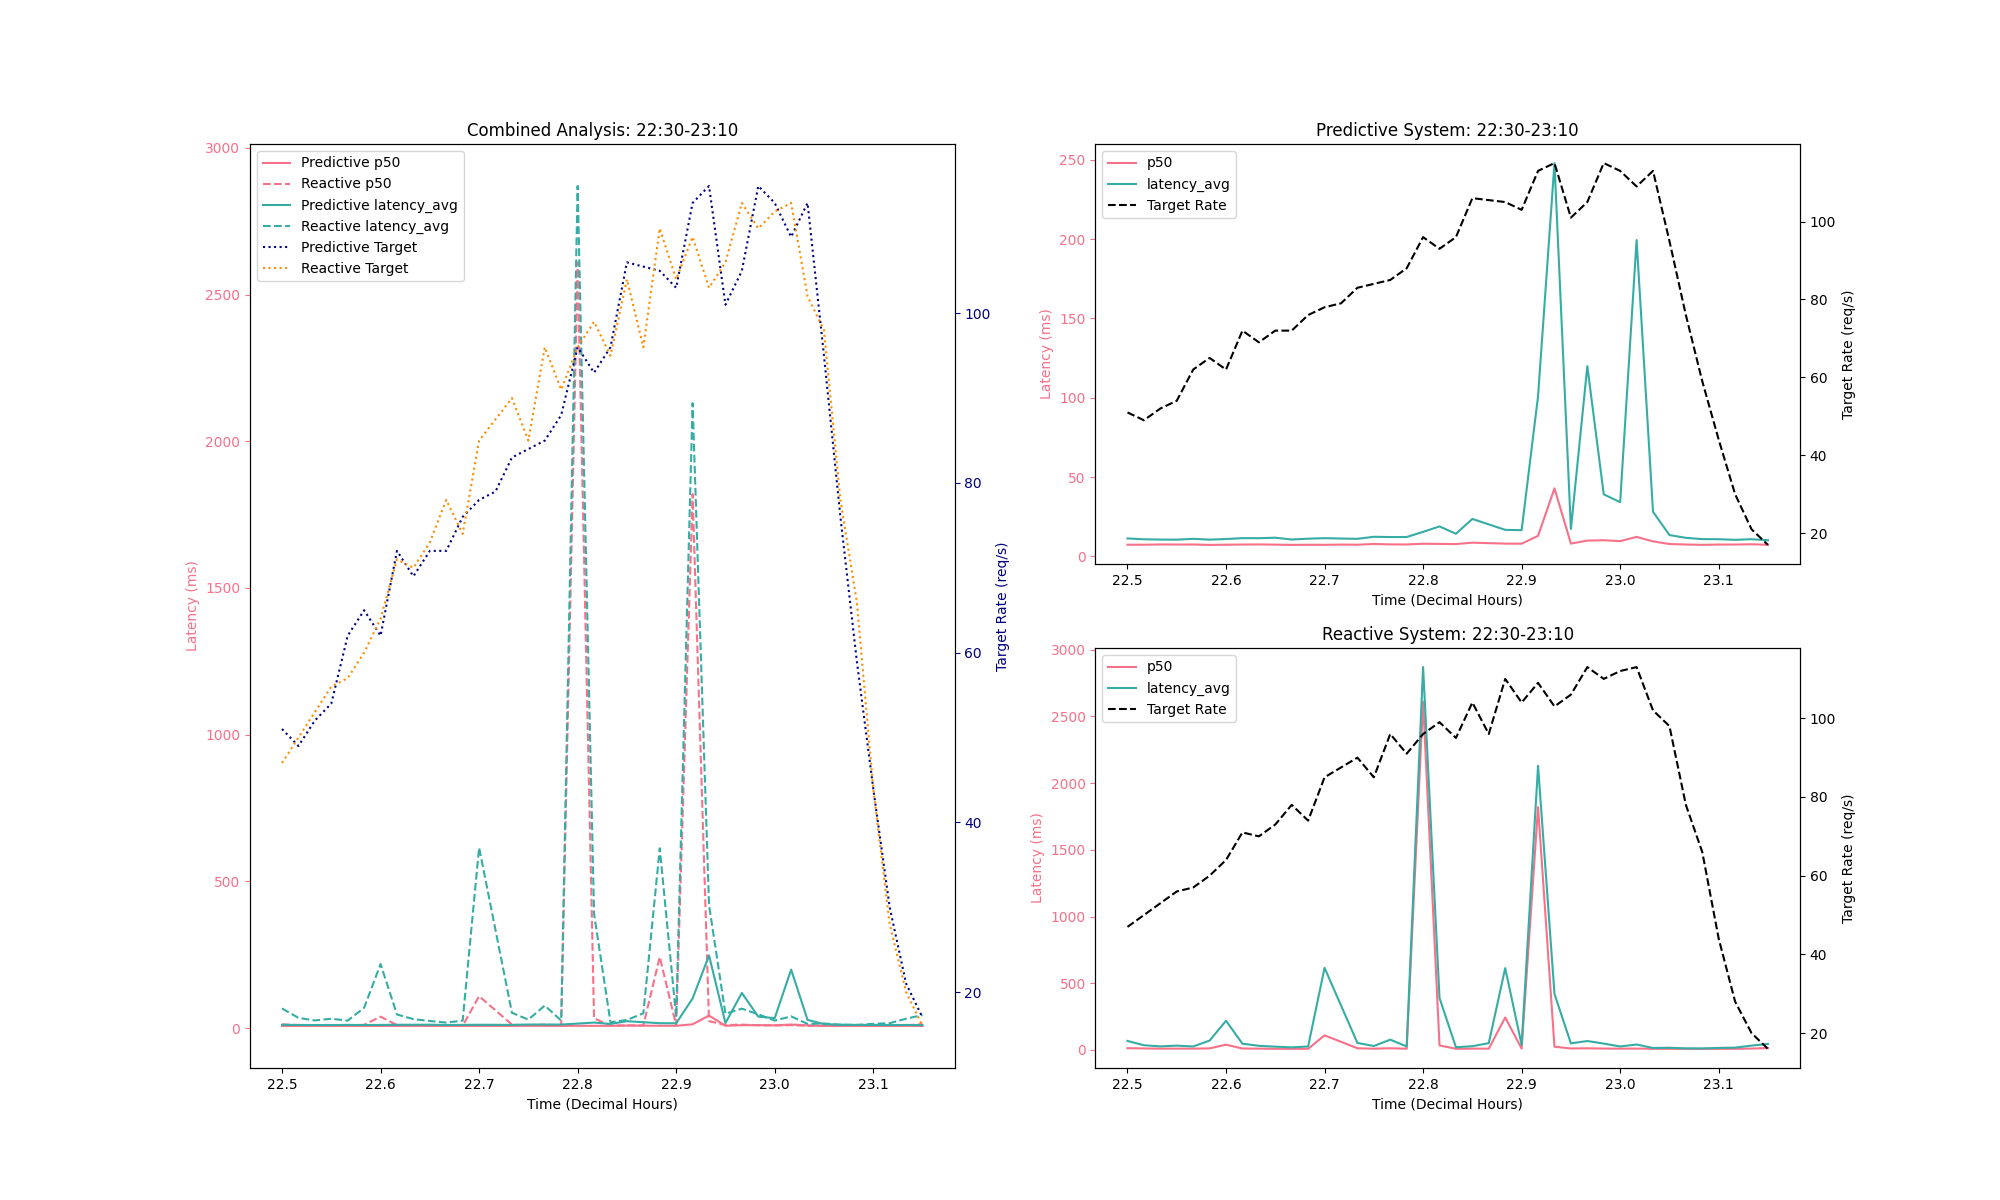 Combined Analysis: 22:30-23:10
3000
2500
2000
1500
1000
500
0
Latency (ms)
Predictive p50
Reactive p50
Predictive latency_avg
Reactive latency_avg
Predictive Target
Reactive Target
100
80
60
40
20
Target Rate (req/s)
22.5 22.6 22.7 22.8 22.9 23.0 23.1
Time (Decimal Hours)
Predictive System: 22:30-23:10
250
200
150
100
50
0
Latency (ms)
p50
latency_avg
Target Rate
100
80
60
40
20
Target Rate (req/s)
22.5 22.6 22.7 22.8 22.9 23.0 23.1
Time (Decimal Hours)
Reactive System: 22:30-23:10
3000
2500
2000
1500
1000
500
0
Latency (ms)
p50
latency_avg
Target Rate
100
80
60
40
20
Target Rate (req/s)
22.5 22.6 22.7 22.8 22.9 23.0 23.1
Time (Decimal Hours)